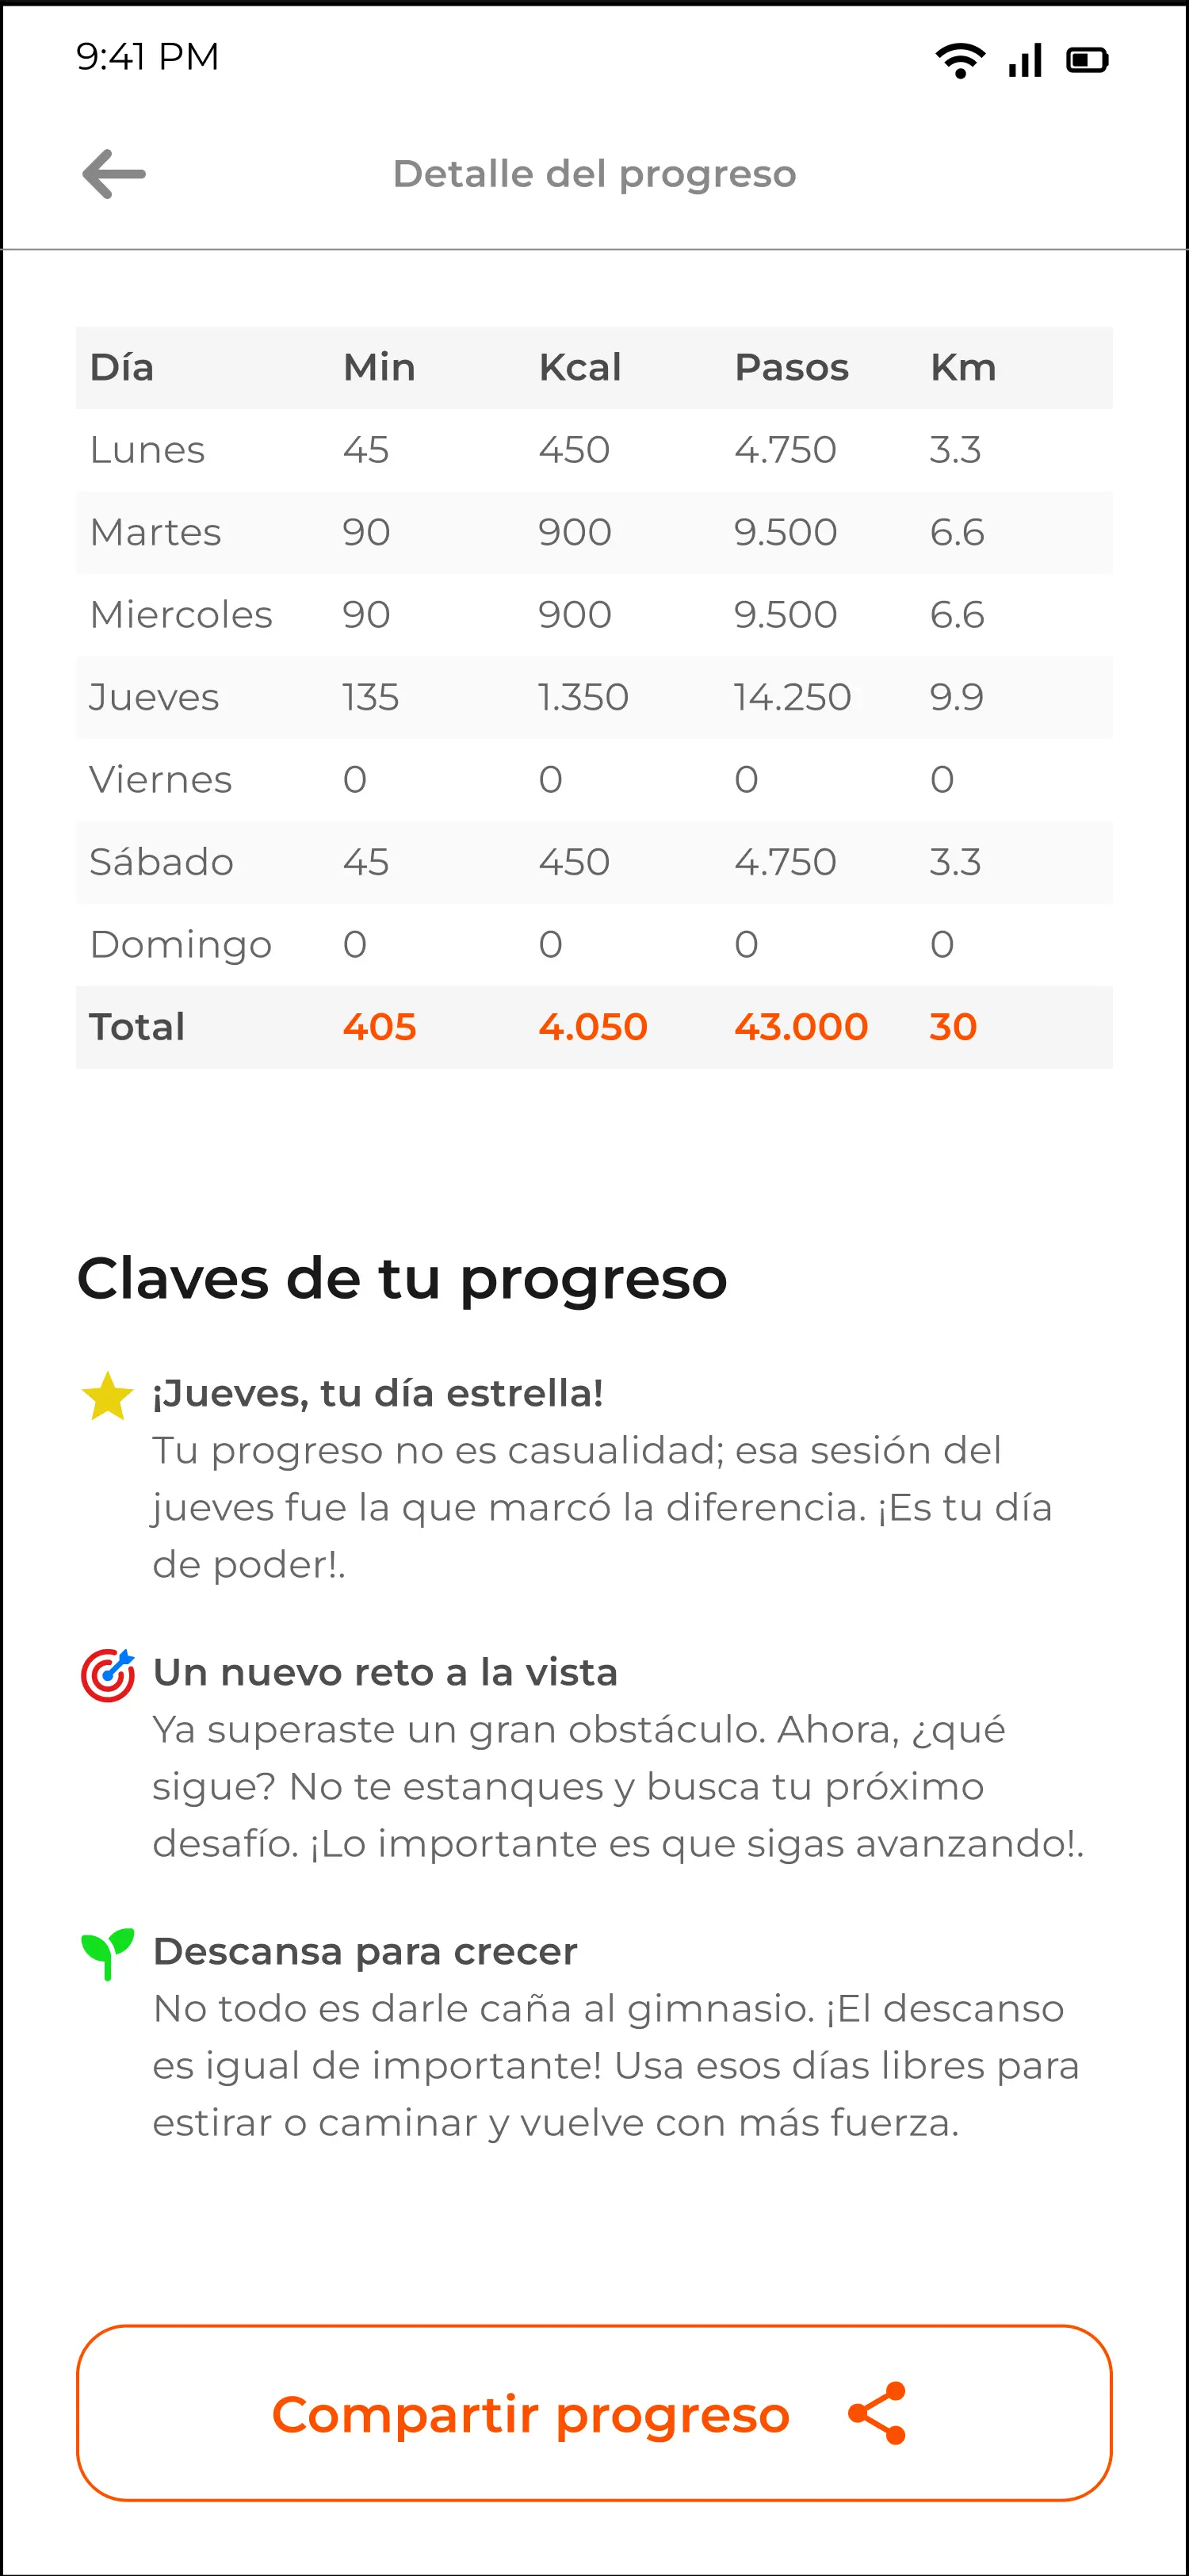 9:41 PM
Detalle del progreso
Día Min Kcal Pasos Km
Lunes 45 450 4.750 3.3
Martes 90 900 9.500 6.6
Miercoles 90 900 9.500 6.6
Jueves 135 1.350 14.250 9.9
Viernes 0 0 0 0
Sábado 45 450 4.750 3.3
Domingo 0 0 0 0
Total 405 4.050 43.000 30
Claves de tu progreso
¡Jueves, tu día estrella!
Tu progreso no es casualidad; esa sesión del
jueves fue la que marcó la diferencia. ¡Es tu día
de poder!.
Un nuevo reto a la vista
Ya superaste un gran obstáculo. Ahora, ¿qué
sigue? No te estanques y busca tu próximo
desafío. ¡Lo importante es que sigas avanzando!.
Descansa para crecer
No todo es darle caña al gimnasio. ¡El descanso
es igual de importante! Usa esos días libres para
estirar o caminar y vuelve con más fuerza.
Compartir progreso